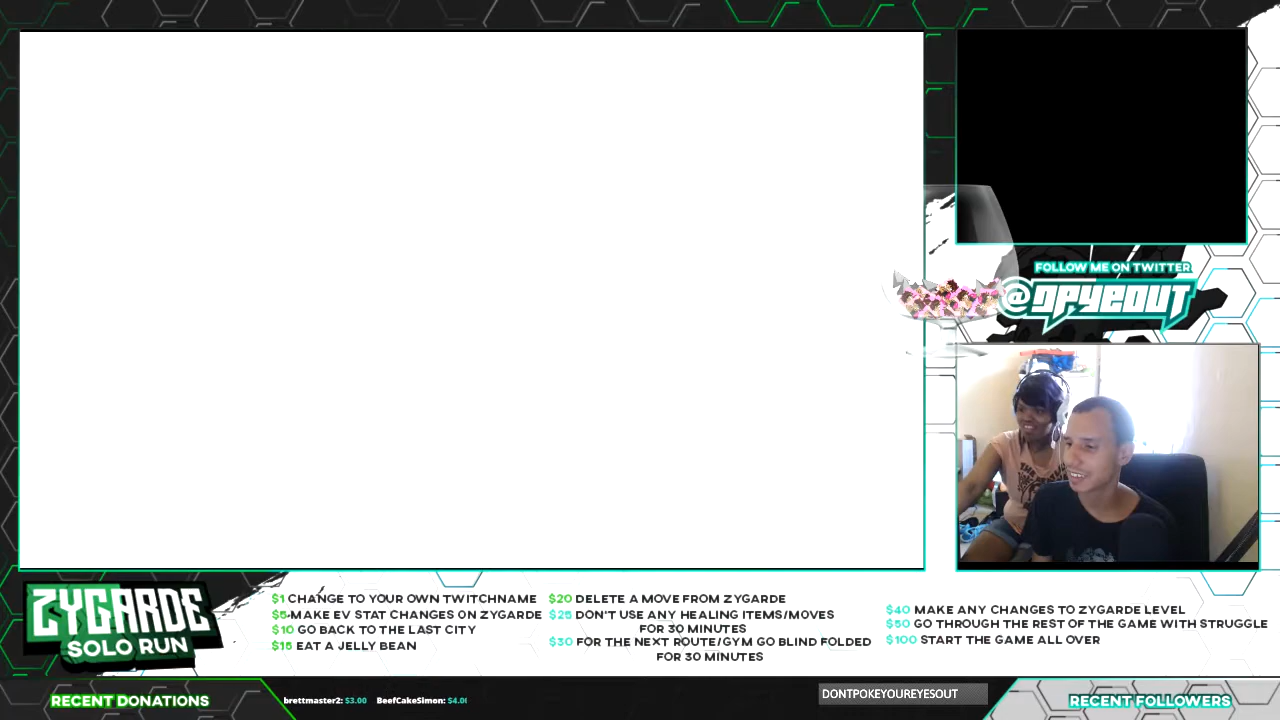 FOLLOW ME ON TWITTER
@DPYEOUT
ZYGARDE
SOLO RUN
$1 CHANGE TO YOUR OWN TWITCHNAME
$5-MAKE EV STAT CHANGES ON ZYGARDE
$10 GO BACK TO THE LAST CITY
$15 EAT A JELLY BEAN
$20 DELETE A MOVE FROM ZYGARDE
$25 DON'T USE ANY HEALING ITEMS/MOVES
FOR 30 MINUTES
$30 FOR THE NEXT ROUTE/GYM GO BLIND FOLDED
FOR 30 MINUTES
$40 MAKE ANY CHANGES TO ZYGARDE LEVEL
$50 GO THROUGH THE REST OF THE GAME WITH STRUGGLE
$100 START THE GAME ALL OVER
RECENT DONATIONS
brettmaster2: $3.00 BeefCakeSimon: $4.0
DONTPOKEYOUREYESOUT
RECENT FOLLOWERS